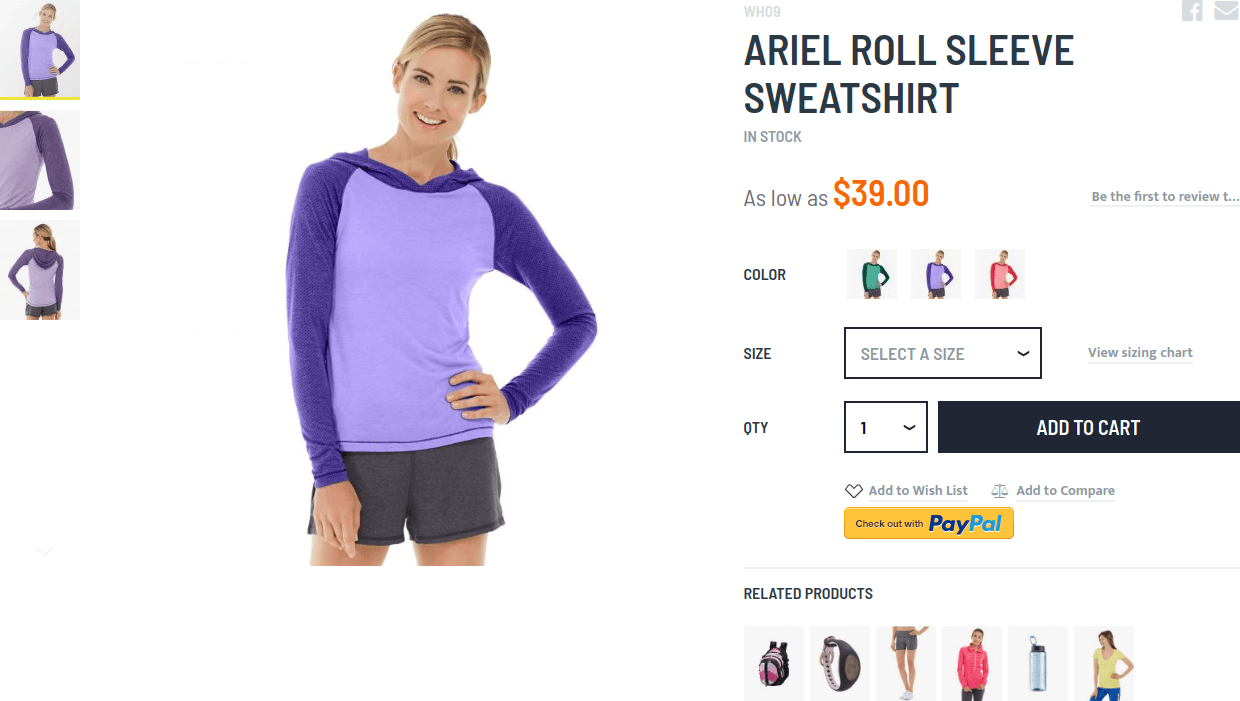 WH09
ARIEL ROLL SLEEVE
SWEATSHIRT
IN STOCK
As low as $39.00
Be the first to review t...
COLOR
SIZE
SELECT A SIZE
View sizing chart
QTY
1
ADD TO CART
Add to Wish List
Add to Compare
Check out with PayPal
RELATED PRODUCTS